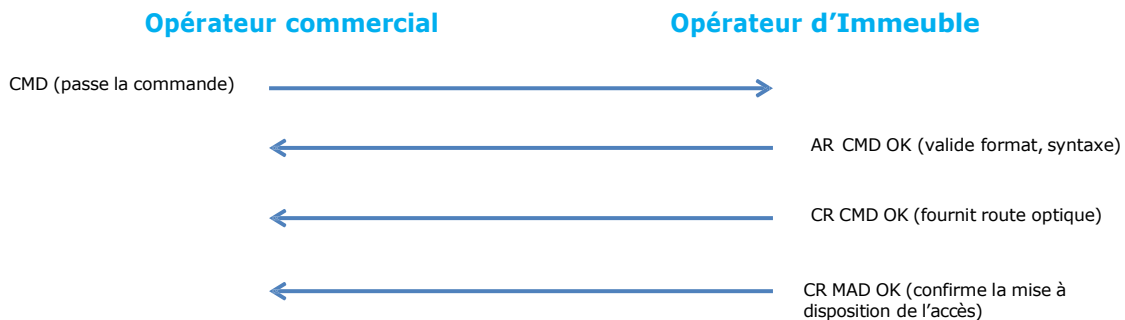 Opérateur commercial
Opérateur d’Immeuble
CMD (passe la commande)
AR CMD OK (valide format, syntaxe)
CR CMD OK (fournit route optique)
CR MAD OK (confirme la mise à
disposition de l’accès)